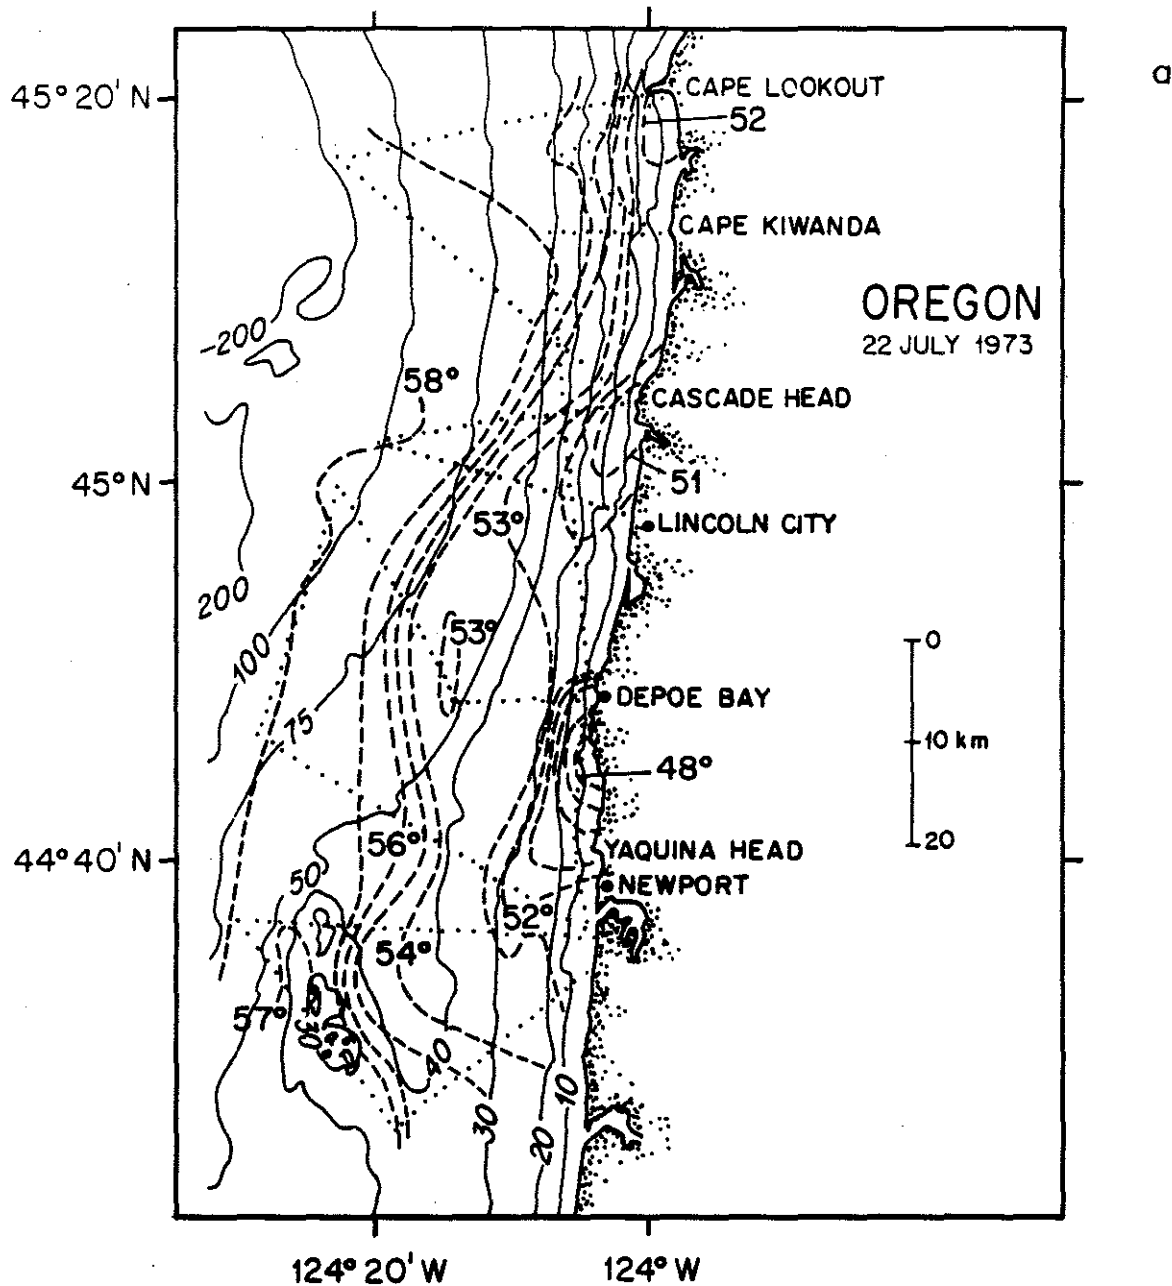 a
45°20' N
CAPE LOOKOUT
52
CAPE KIWANDA
OREGON
22 JULY 1973
-200
58°
CASCADE HEAD
45°N
51
53°
LINCOLN CITY
200
53°
100
0
DEPOE BAY
75
10 km
48°
56°
YAQUINA HEAD
20
44°40' N
50
NEWPORT
52°
54°
57°
30
40
10
30
20
124°20' W
124°W